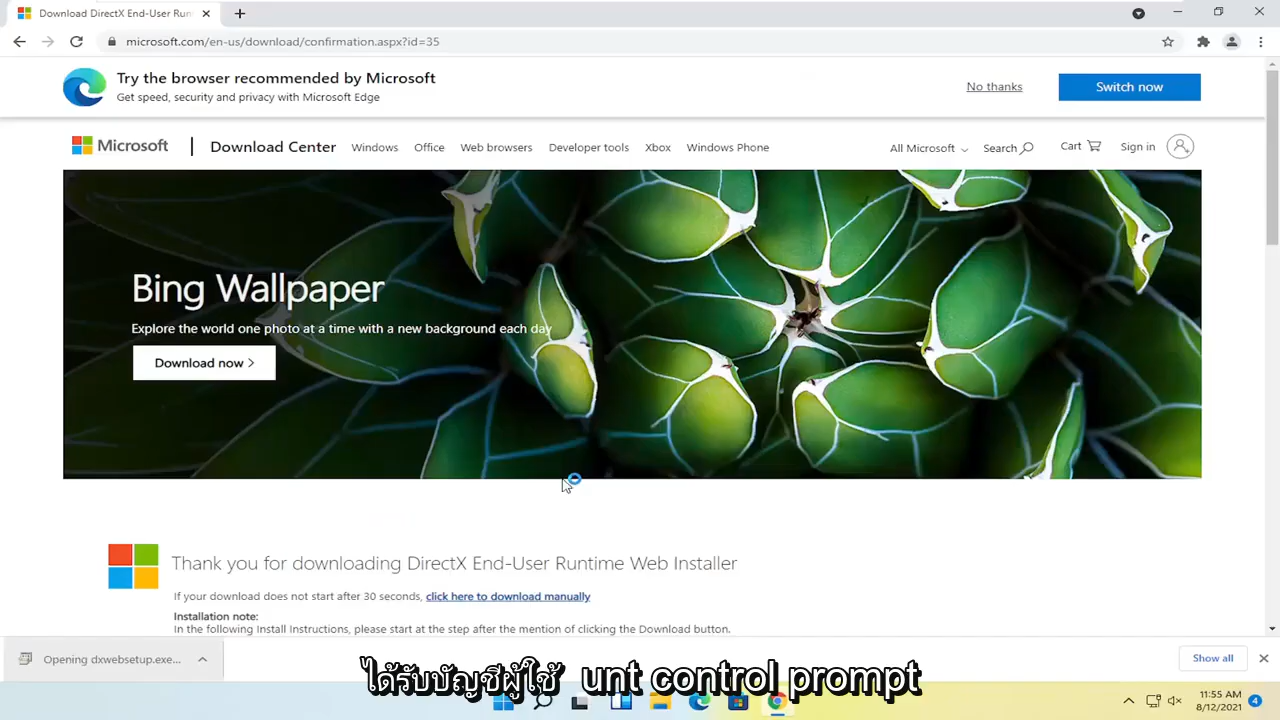 Download DirectX End-User Run
microsoft.com/en-us/download/confirmation.aspx?id=35
Try the browser recommended by Microsoft
Get speed, security and privacy with Microsoft Edge
No thanks
Switch now
Microsoft
Download Center
Windows
Office
Web browsers
Developer tools
Xbox
Windows Phone
All Microsoft
Search
Cart
Sign in
Bing Wallpaper
Explore the world one photo at a time with a new background each day
Download now >
Thank you for downloading DirectX End-User Runtime Web Installer
If your download does not start after 30 seconds, click here to download manually
Installation note:
In the following Install Instructions, please start at the step after the mention of clicking the Download button.
Opening dxwebsetup.exe...
Show all
ได้รับบัญชีผู้ใช้ unt control prompt
11:55 AM
8/12/2021
4